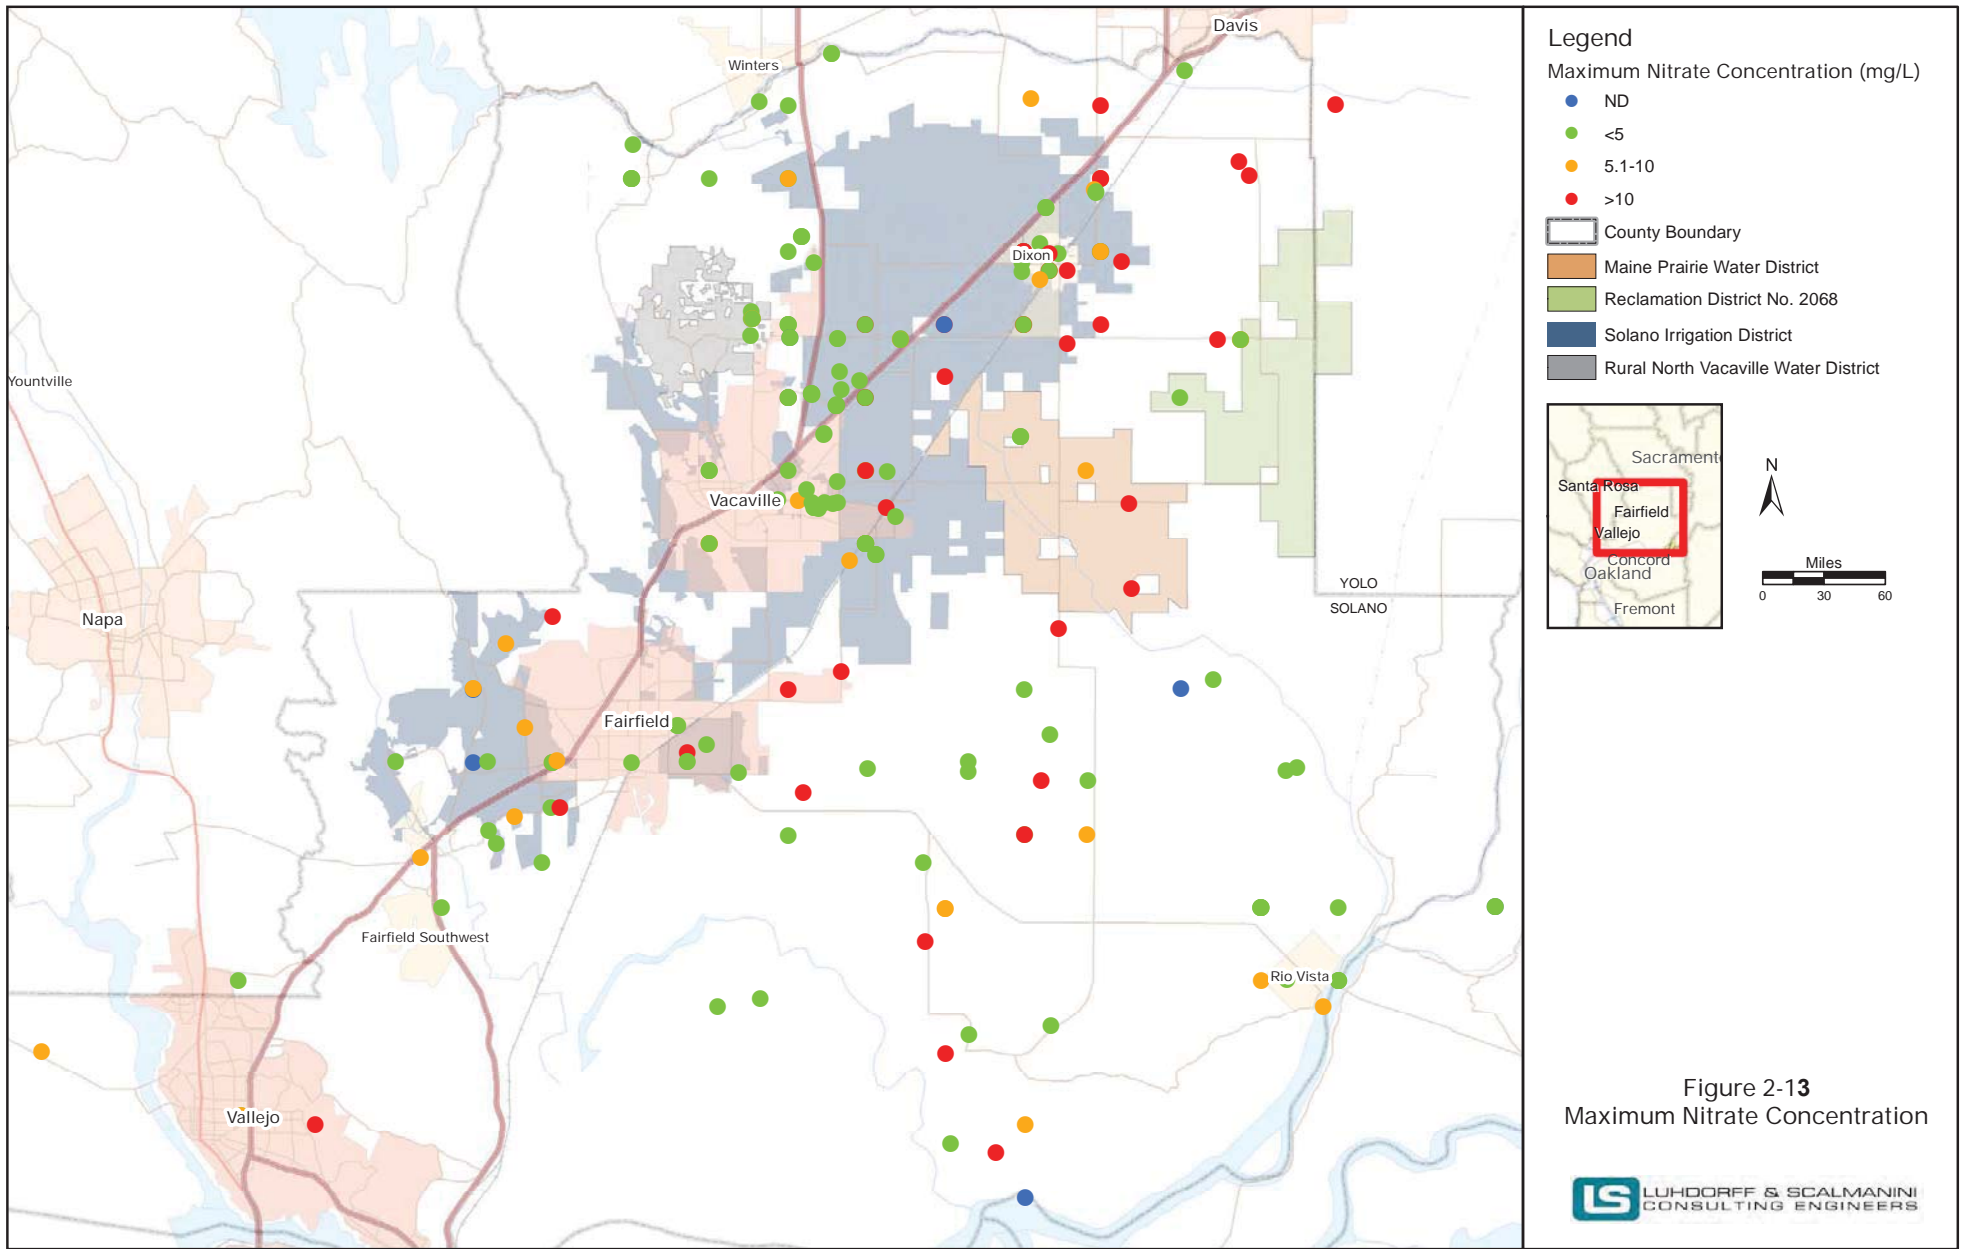 Davis
Winters
Dixon
Yountville
Vacaville
YOLO
SOLANO
Napa
Fairfield
Fairfield Southwest
Rio Vista
Vallejo
Legend
Maximum Nitrate Concentration (mg/L)
ND
<5
5.1-10
>10
County Boundary
Maine Prairie Water District
Reclamation District No. 2068
Solano Irrigation District
Rural North Vacaville Water District
Sacramento
Santa Rosa
Fairfield
Vallejo
Concord
Oakland
Fremont
N
Miles
0 30 60
Figure 2-13
Maximum Nitrate Concentration
LS LUHDORFF & SCALMANINI
CONSULTING ENGINEERS